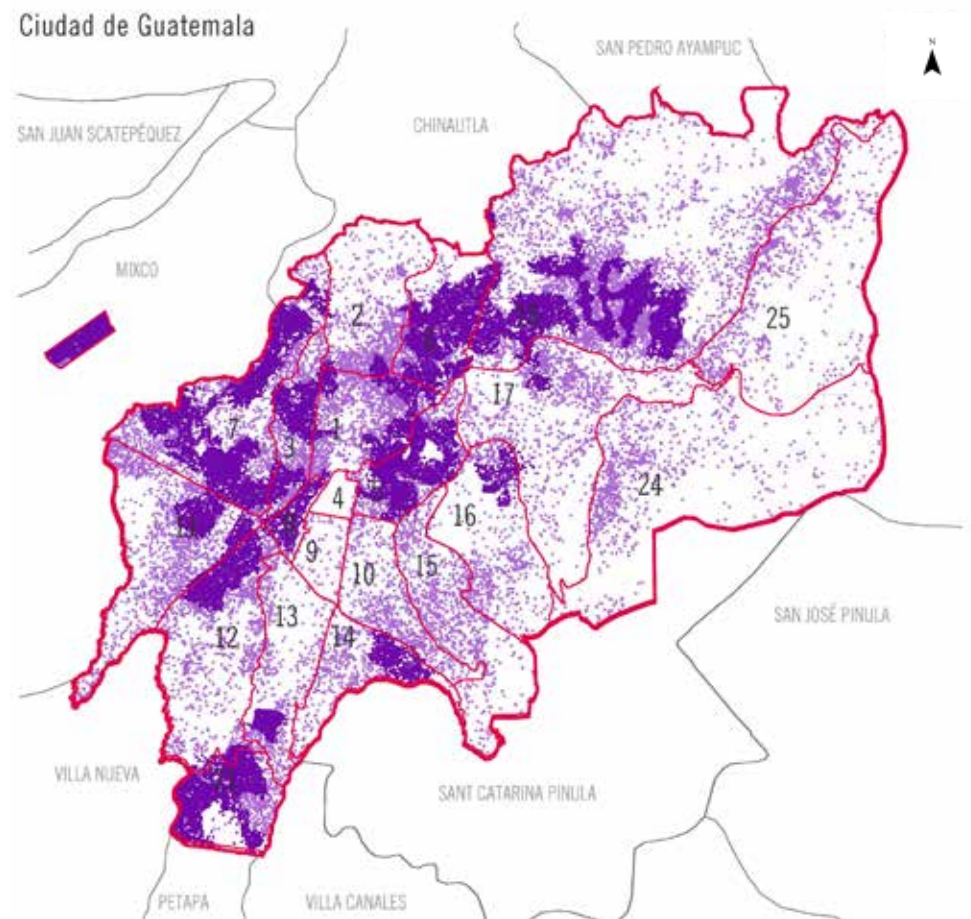 Ciudad de Guatemala
SAN PEDRO AYAMPUC
N
CHINAUTLA
SAN JUAN SCATEPÉQUEZ
MIXCO
2
25
17
7
1
3
24
4
16
9
10
15
13
12
14
SAN JOSÉ PINULA
VILLA NUEVA
SANT CATARINA PINULA
PETAPA
VILLA CANALES